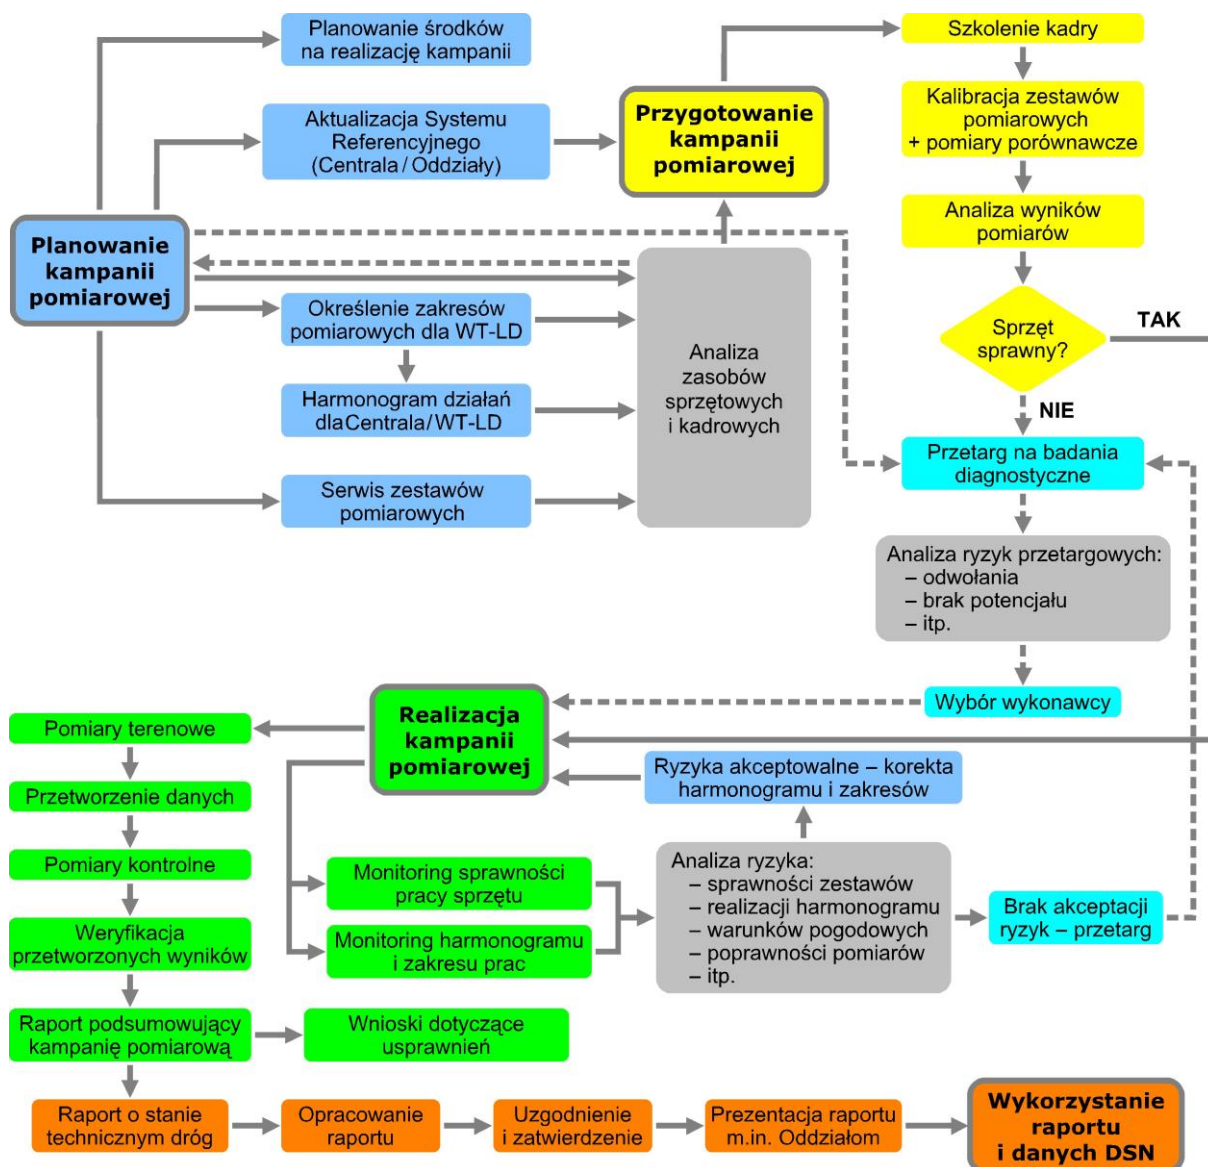 Planowanie środków
na realizację kampanii
Aktualizacja Systemu
Referencyjnego
(Centrala / Oddziały)
Planowanie
kampanii
pomiarowej
Określenie zakresów
pomiarowych dla WT-LD
Harmonogram działań
dla Centrala/WT-LD
Serwis zestawów
pomiarowych
Przygotowanie
kampanii
pomiarowej
Analiza
zasobów
sprzętowych
i kadrowych
Szkolenie kadry
Kalibracja zestawów
pomiarowych
+ pomiary porównawcze
Analiza wyników
pomiarów
Sprzęt
sprawny?
TAK
NIE
Przetarg na badania
diagnostyczne
Analiza ryzyk przetargowych:
– odwołania
– brak potencjału
– itp.
Wybór wykonawcy
Realizacja
kampanii
pomiarowej
Ryzyka akceptowalne – korekta
harmonogramu i zakresów
Pomiary terenowe
Przetworzenie danych
Pomiary kontrolne
Weryfikacja
przetworzonych wyników
Raport podsumowujący
kampanię pomiarową
Monitoring sprawności
pracy sprzętu
Monitoring harmonogramu
i zakresu prac
Wnioski dotyczące
usprawnień
Analiza ryzyka:
– sprawności zestawów
– realizacji harmonogramu
– warunków pogodowych
– poprawności pomiarów
– itp.
Brak akceptacji
ryzyk – przetarg
Raport o stanie
technicznym dróg
Opracowanie
raportu
Uzgodnienie
i zatwierdzenie
Prezentacja raportu
m.in. Oddziałom
Wykorzystanie
raportu
i danych DSN